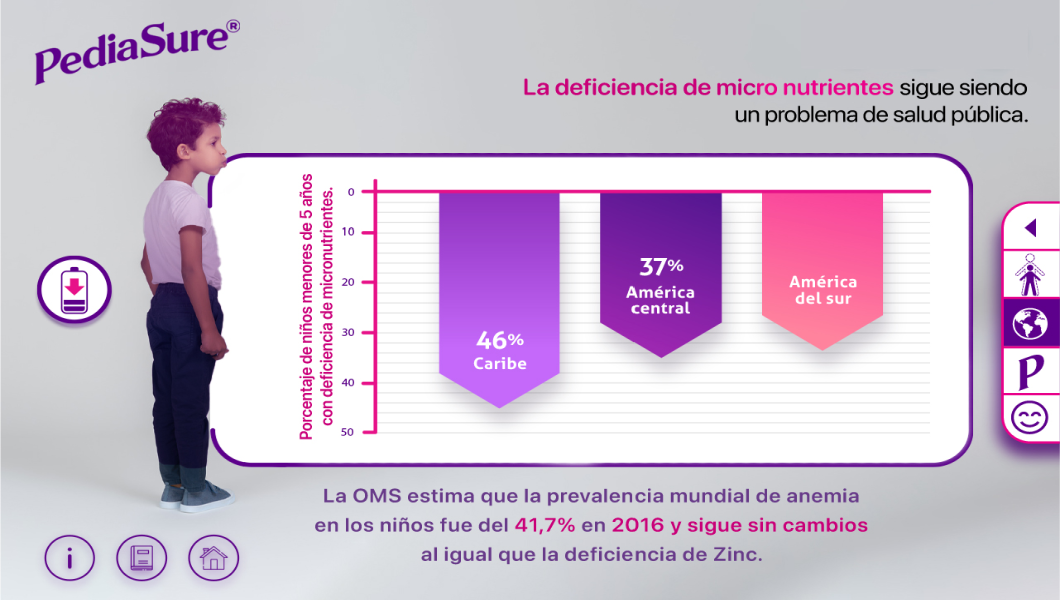 PediaSure®
La deficiencia de micro nutrientes sigue siendo
un problema de salud pública.
Porcentaje de niños menores de 5 años
con deficiencia de micronutrientes.
0
10
20
30
40
50
46%
Caribe
37%
América
central
América
del sur
P
La OMS estima que la prevalencia mundial de anemia
en los niños fue del 41,7% en 2016 y sigue sin cambios
al igual que la deficiencia de Zinc.
i